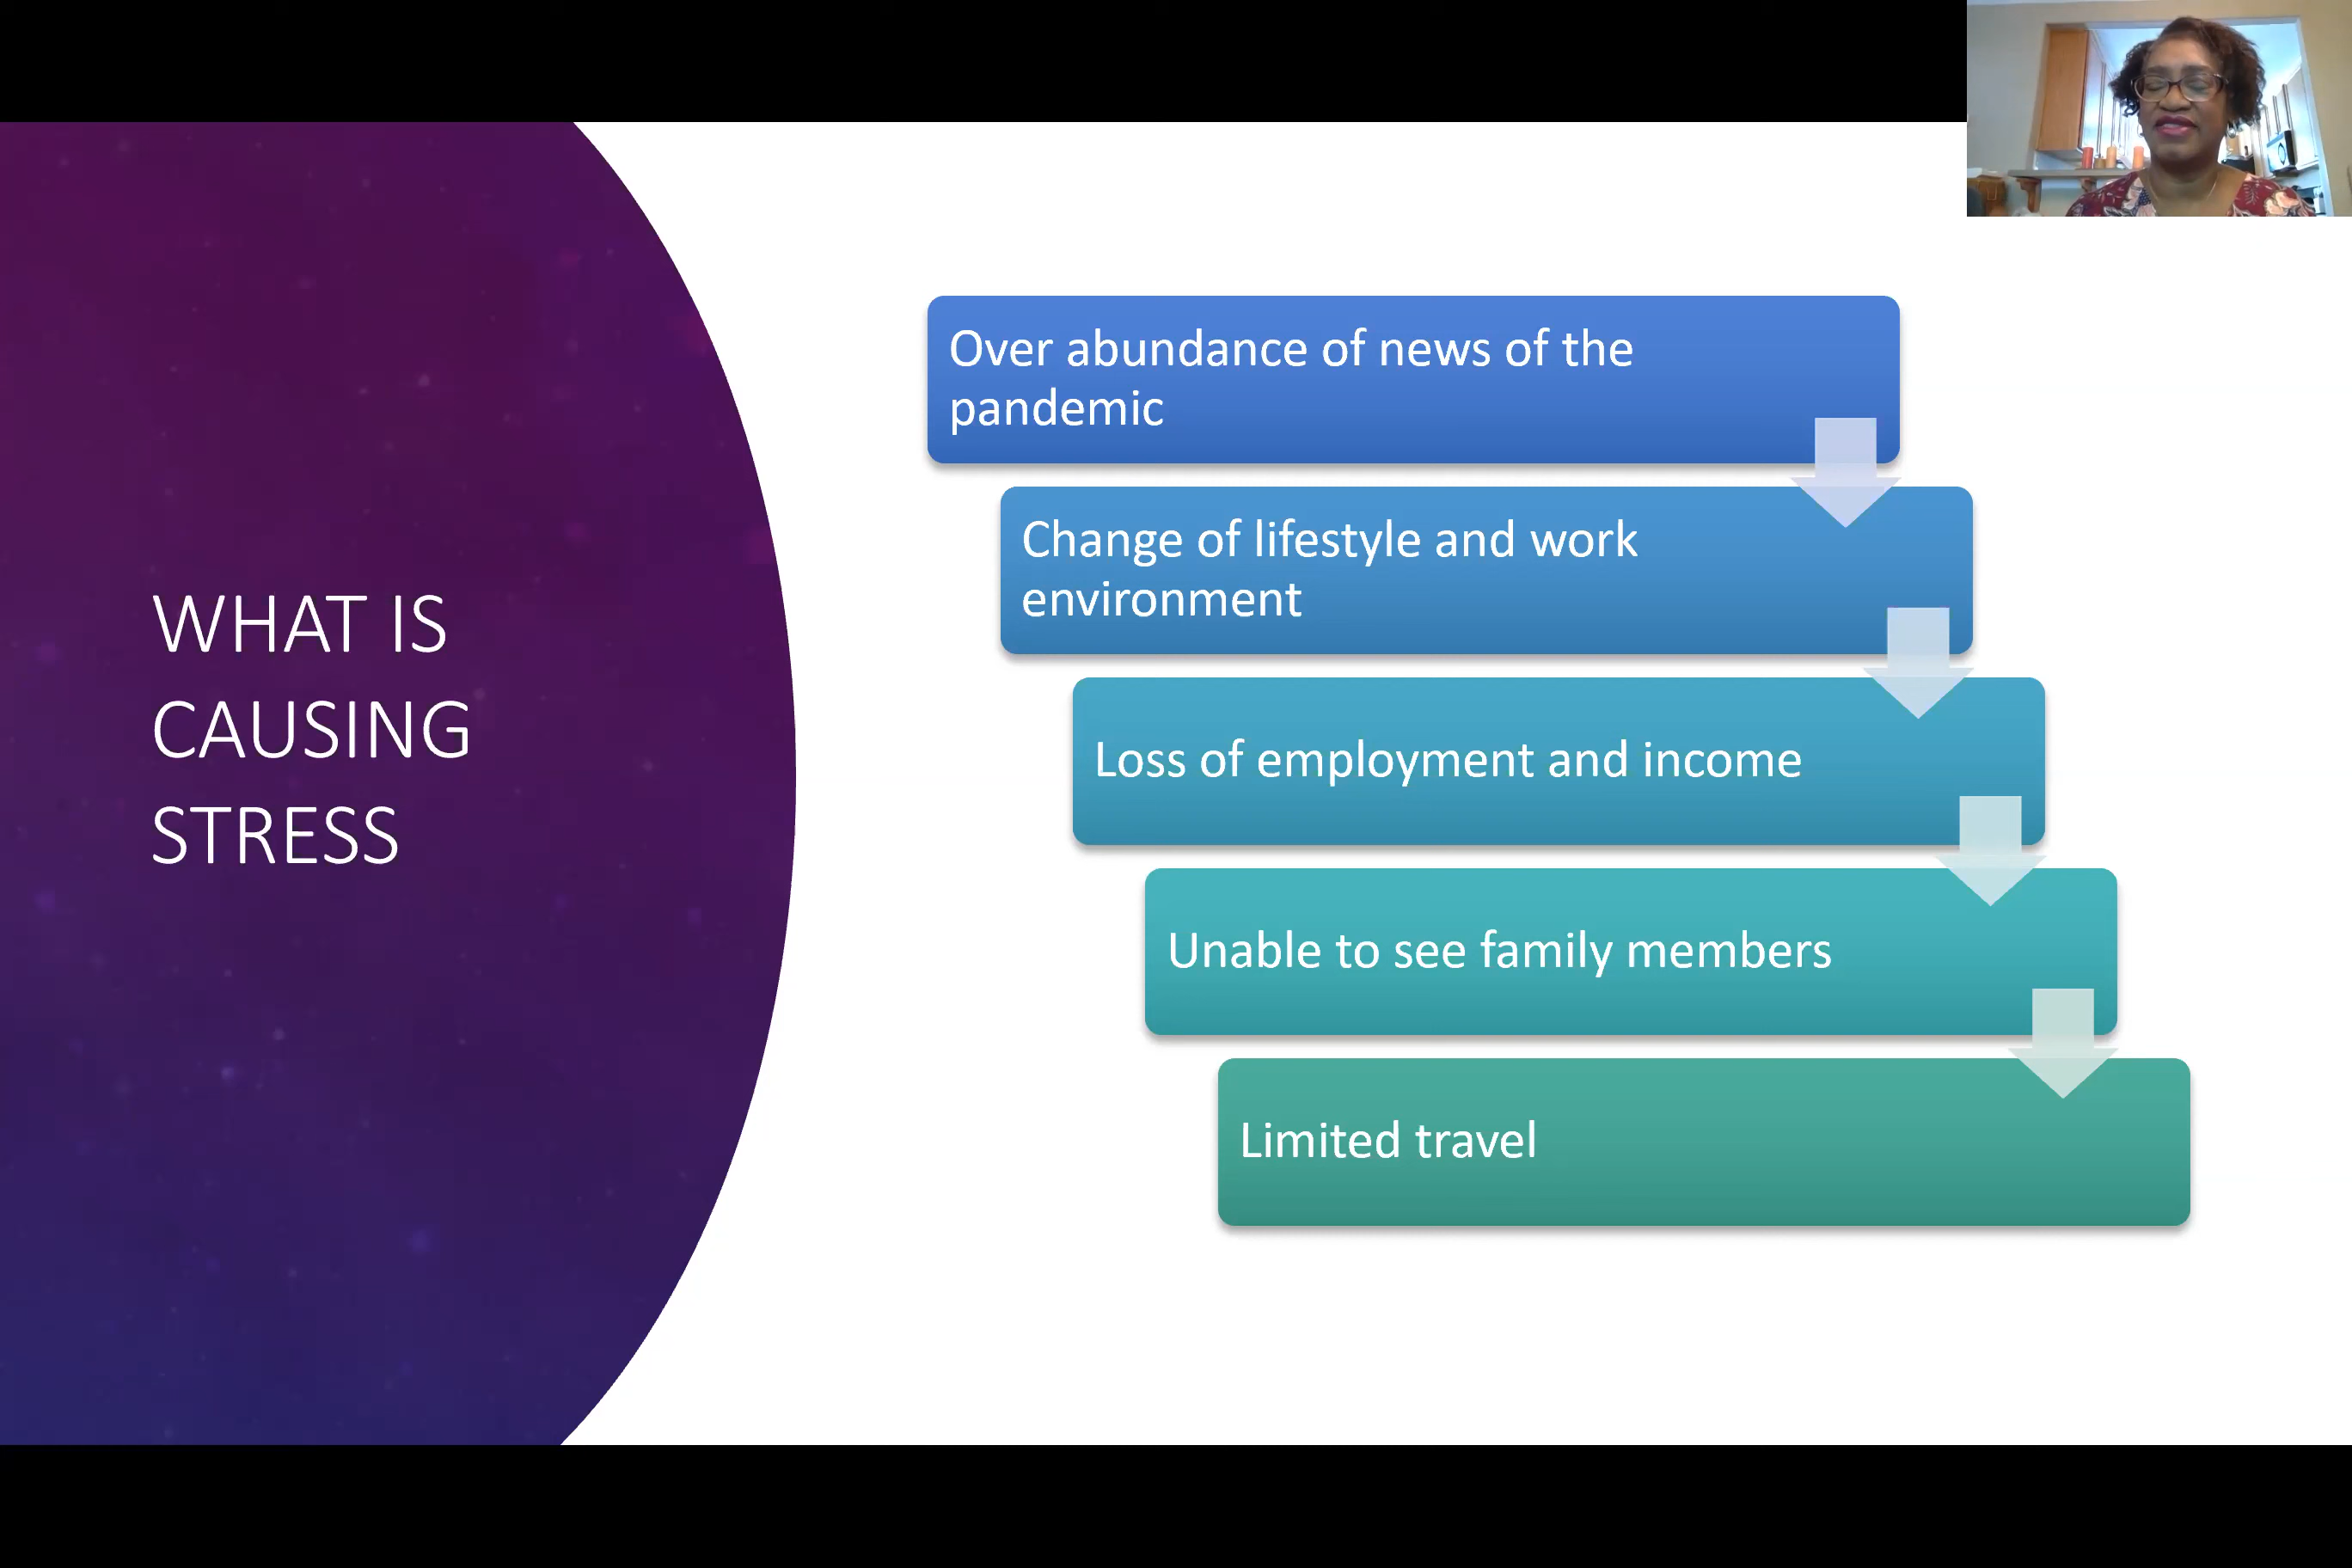 WHAT IS
CAUSING
STRESS
Over abundance of news of the
pandemic
Change of lifestyle and work
environment
Loss of employment and income
Unable to see family members
Limited travel